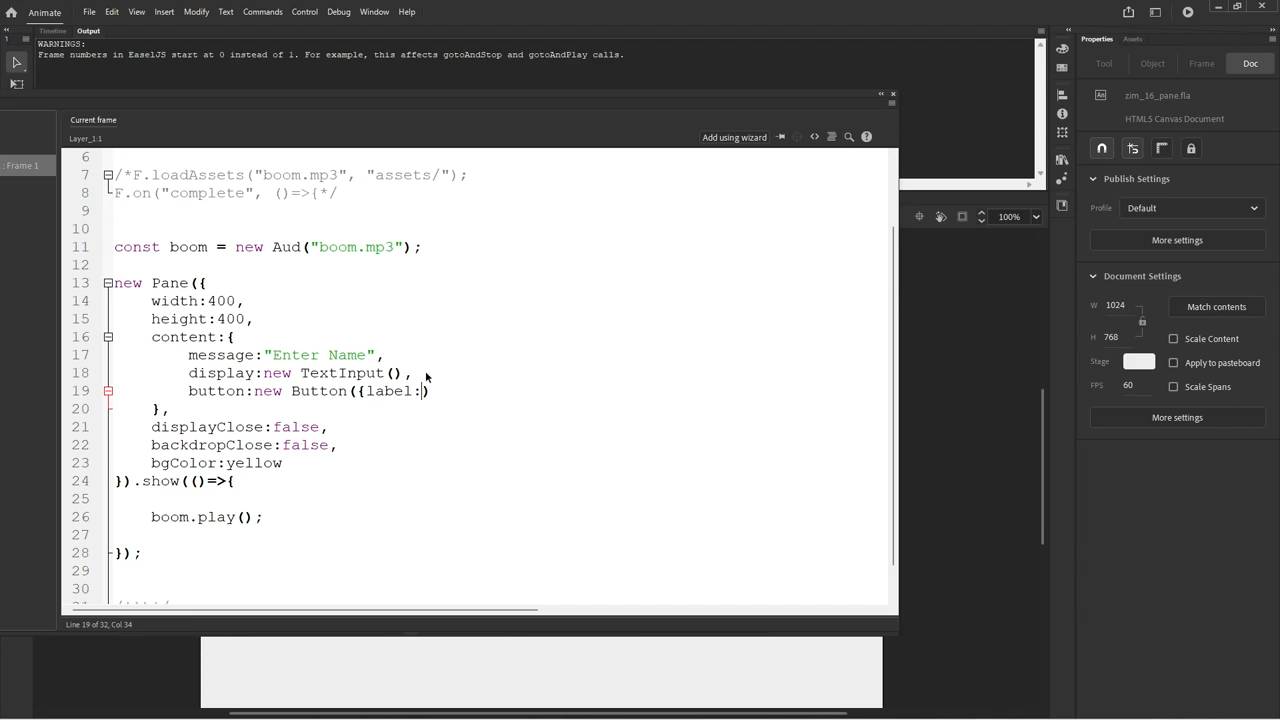 Animate File Edit View Insert Modify Text Commands Control Debug Window Help
Timeline Output
WARNINGS:
Frame numbers in EaselJS start at 0 instead of 1. For example, this affects gotoAndStop and gotoAndPlay calls.
Current frame
Layer_1:1
Add using wizard
: Frame 1
6
7 /*F.loadAssets("boom.mp3", "assets/");
8 F.on("complete", ()=>{*/
9
10
11 const boom = new Aud("boom.mp3");
12
13 new Pane({
14 width:400,
15 height:400,
16 content:{
17 message:"Enter Name",
18 display:new TextInput(),
19 button:new Button({label:)
20 },
21 displayClose:false,
22 backdropClose:false,
23 bgColor:yellow
24 }).show(()=>{
25
26 boom.play();
27
28 });
29
30
Line 19 of 32, Col 34
100%
Properties Assets
Tool Object Frame Doc
An zim_16_pane.fla
HTML5 Canvas Document
Publish Settings
Profile Default
More settings
Document Settings
W 1024 Match contents
H 768 Scale Content
Stage Apply to pasteboard
FPS 60 Scale Spans
More settings